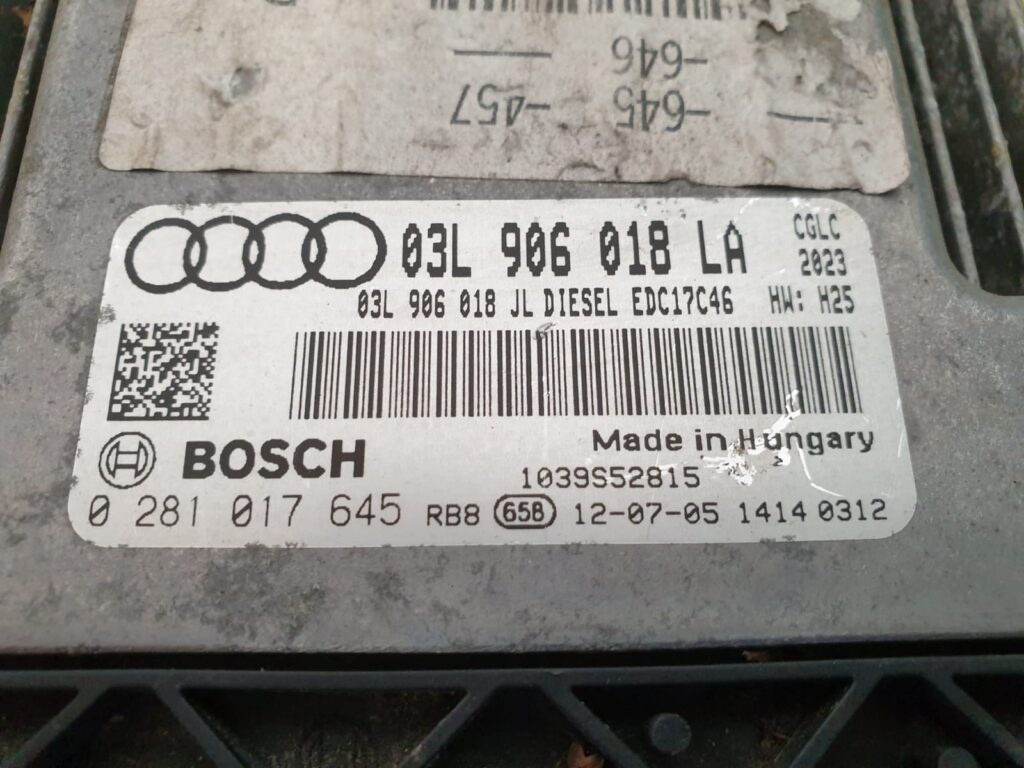 -646 ——
-645 -457
03L 906 018 LA CGLC
2023
03L 906 018 JL DIESEL EDC17C46 HW: H25
BOSCH
Made in Hungary
1039S52815
0 281 017 645 RB8 65B 12-07-05 1414 0312